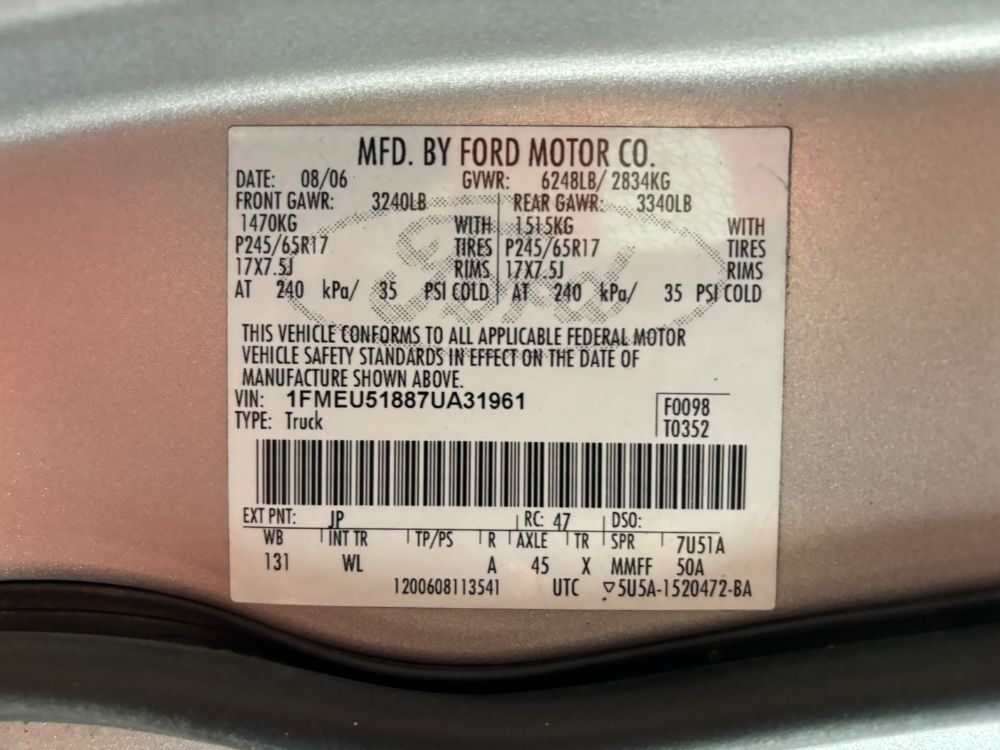 MFD. BY FORD MOTOR CO.
DATE: 08/06 GVWR: 6248LB/ 2834KG
FRONT GAWR: 3240LB REAR GAWR: 3340LB
1470KG WITH 1515KG WITH
P245/65R17 TIRES P245/65R17 TIRES
17X7.5J RIMS 17X7.5J RIMS
AT 240 kPa/ 35 PSI COLD AT 240 kPa/ 35 PSI COLD
Ford
THIS VEHICLE CONFORMS TO ALL APPLICABLE FEDERAL MOTOR
VEHICLE SAFETY STANDARDS IN EFFECT ON THE DATE OF
MANUFACTURE SHOWN ABOVE.
VIN: 1FMEU51887UA31961 F0098
TYPE: Truck T0352
EXT PNT: JP RC: 47 DSO:
WB INT TR TP/PS R AXLE TR SPR 7U51A
131 WL A 45 X MMFF 50A
1200608113541 UTC ▽5U5A-1520472-BA